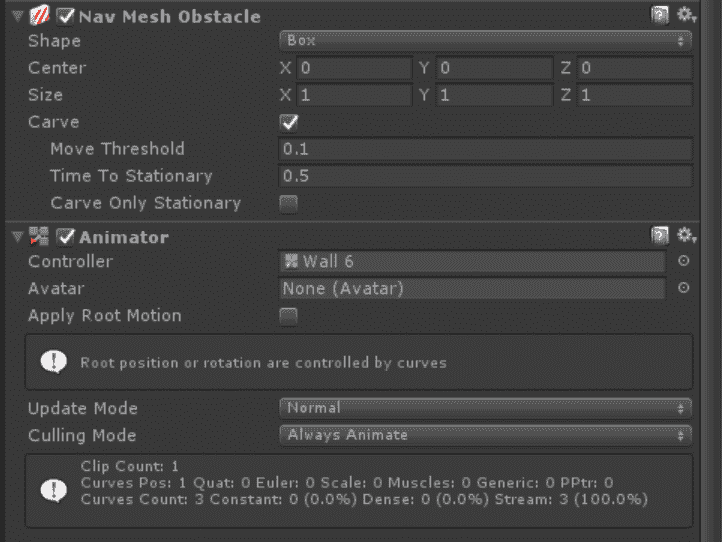 Nav Mesh Obstacle
Shape Box
Center X 0 Y 0 Z 0
Size X 1 Y 1 Z 1
Carve
Move Threshold 0.1
Time To Stationary 0.5
Carve Only Stationary
Animator
Controller Wall 6
Avatar None (Avatar)
Apply Root Motion
! Root position or rotation are controlled by curves
Update Mode Normal
Culling Mode Always Animate
Clip Count: 1
! Curves Pos: 1 Quat: 0 Euler: 0 Scale: 0 Muscles: 0 Generic: 0 PPtr: 0
Curves Count: 3 Constant: 0 (0.0%) Dense: 0 (0.0%) Stream: 3 (100.0%)